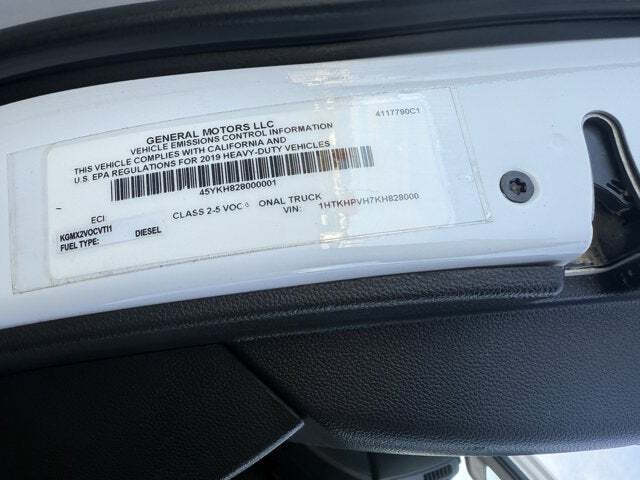 GENERAL MOTORS LLC
4117790C1
VEHICLE EMISSIONS CONTROL INFORMATION
THIS VEHICLE COMPLIES WITH CALIFORNIA AND
U.S. EPA REGULATIONS FOR 2019 HEAVY-DUTY VEHICLES
45YKH828000001
ECI CLASS 2-5 VOC ONAL TRUCK
KGMX2VOCVTI1 VIN: 1HTKHPVH7KH828000
FUEL TYPE: DIESEL